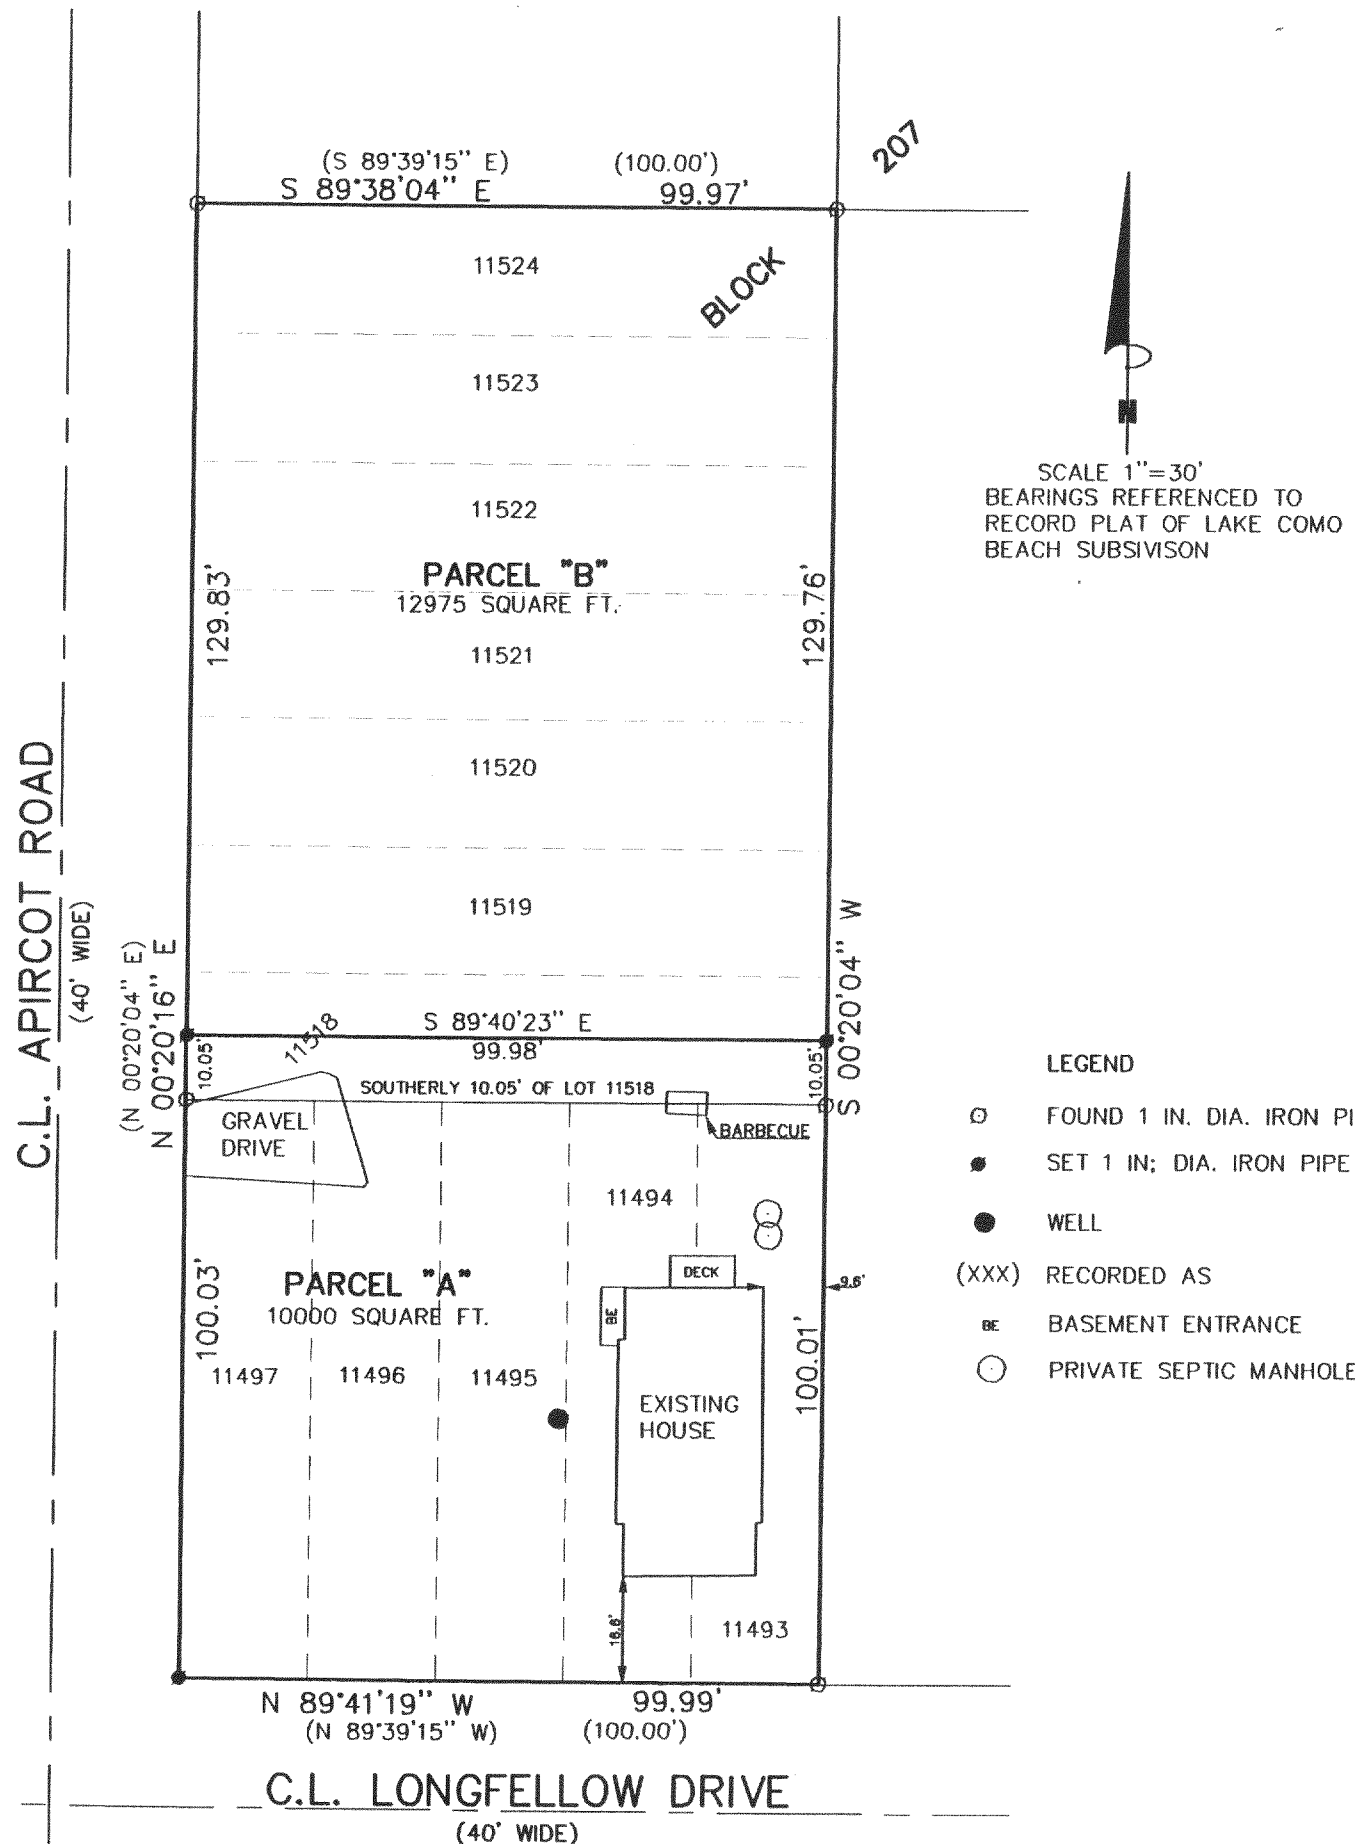 (S 89°39'15" E) (100.00')
S 89°38'04" E 99.97'
207
BLOCK
11524
11523
11522
PARCEL "B"
12975 SQUARE FT.
129.83'
129.76'
11521
11520
11519
N
SCALE 1"=30'
BEARINGS REFERENCED TO
RECORD PLAT OF LAKE COMO
BEACH SUBSIVISON
C.L. APIRCOT ROAD
(40' WIDE)
(N 00°20'04" E)
N 00°20'16" E
S 00°20'04" W
S 89°40'23" E
99.98'
11518
10.05'
10.05'
SOUTHERLY 10.05' OF LOT 11518
GRAVEL
DRIVE
BARBECUE
11494
DECK
9.6'
BE
PARCEL "A"
10000 SQUARE FT.
100.03'
100.01'
11497
11496
11495
EXISTING
HOUSE
16.6'
11493
N 89°41'19" W 99.99'
(N 89°39'15" W) (100.00')
C.L. LONGFELLOW DRIVE
(40' WIDE)
LEGEND
FOUND 1 IN. DIA. IRON PI
SET 1 IN; DIA. IRON PIPE
WELL
(XXX) RECORDED AS
BE BASEMENT ENTRANCE
PRIVATE SEPTIC MANHOLE